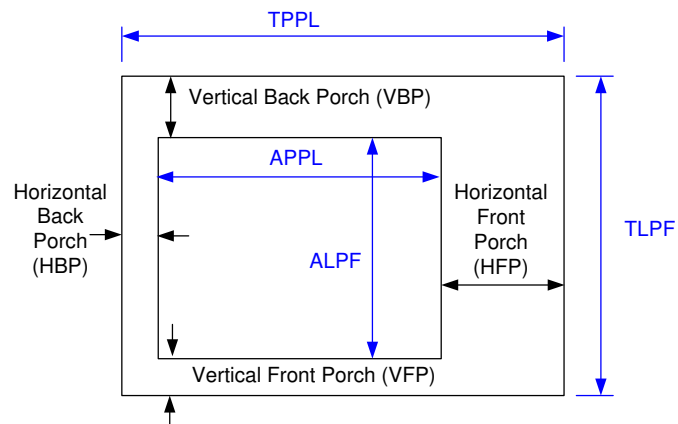 TPPL
Vertical Back Porch (VBP)
APPL
Horizontal
Back
Porch
(HBP)
Horizontal
Front
Porch
(HFP)
TLPF
ALPF
Vertical Front Porch (VFP)